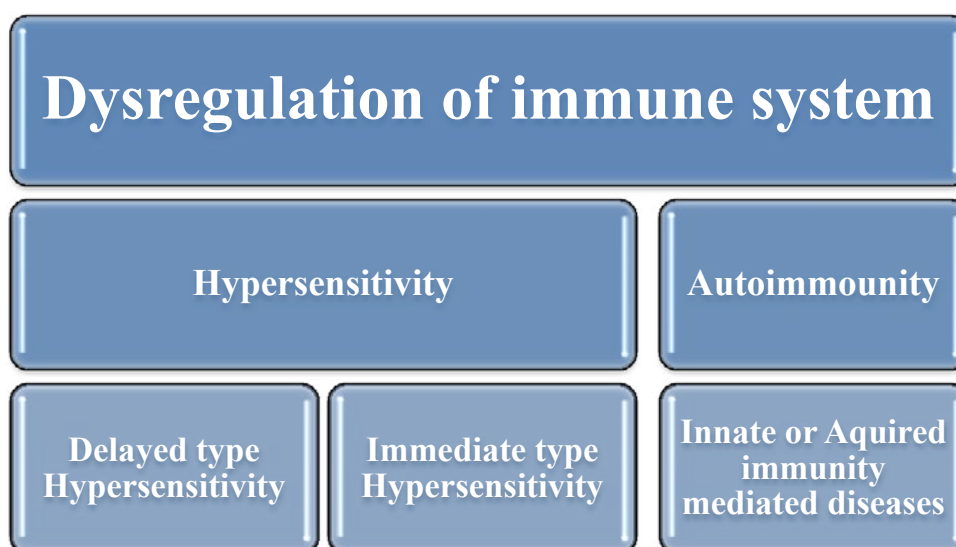 Dysregulation of immune system
Hypersensitivity
Autoimmounity
Delayed type
Hypersensitivity
Immediate type
Hypersensitivity
Innate or Aquired
immunity
mediated diseases